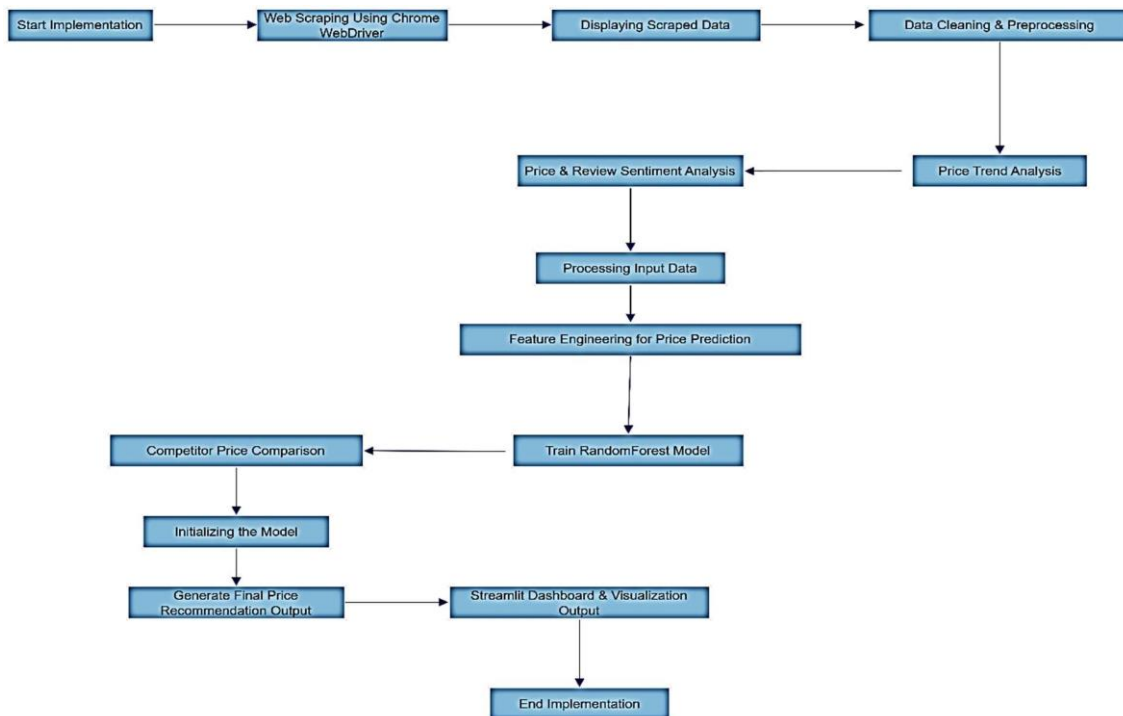 Start Implementation
Web Scraping Using Chrome
WebDriver
Displaying Scraped Data
Data Cleaning & Preprocessing
Price Trend Analysis
Price & Review Sentiment Analysis
Processing Input Data
Feature Engineering for Price Prediction
Train RandomForest Model
Competitor Price Comparison
Initializing the Model
Generate Final Price
Recommendation Output
Streamlit Dashboard & Visualization
Output
End Implementation